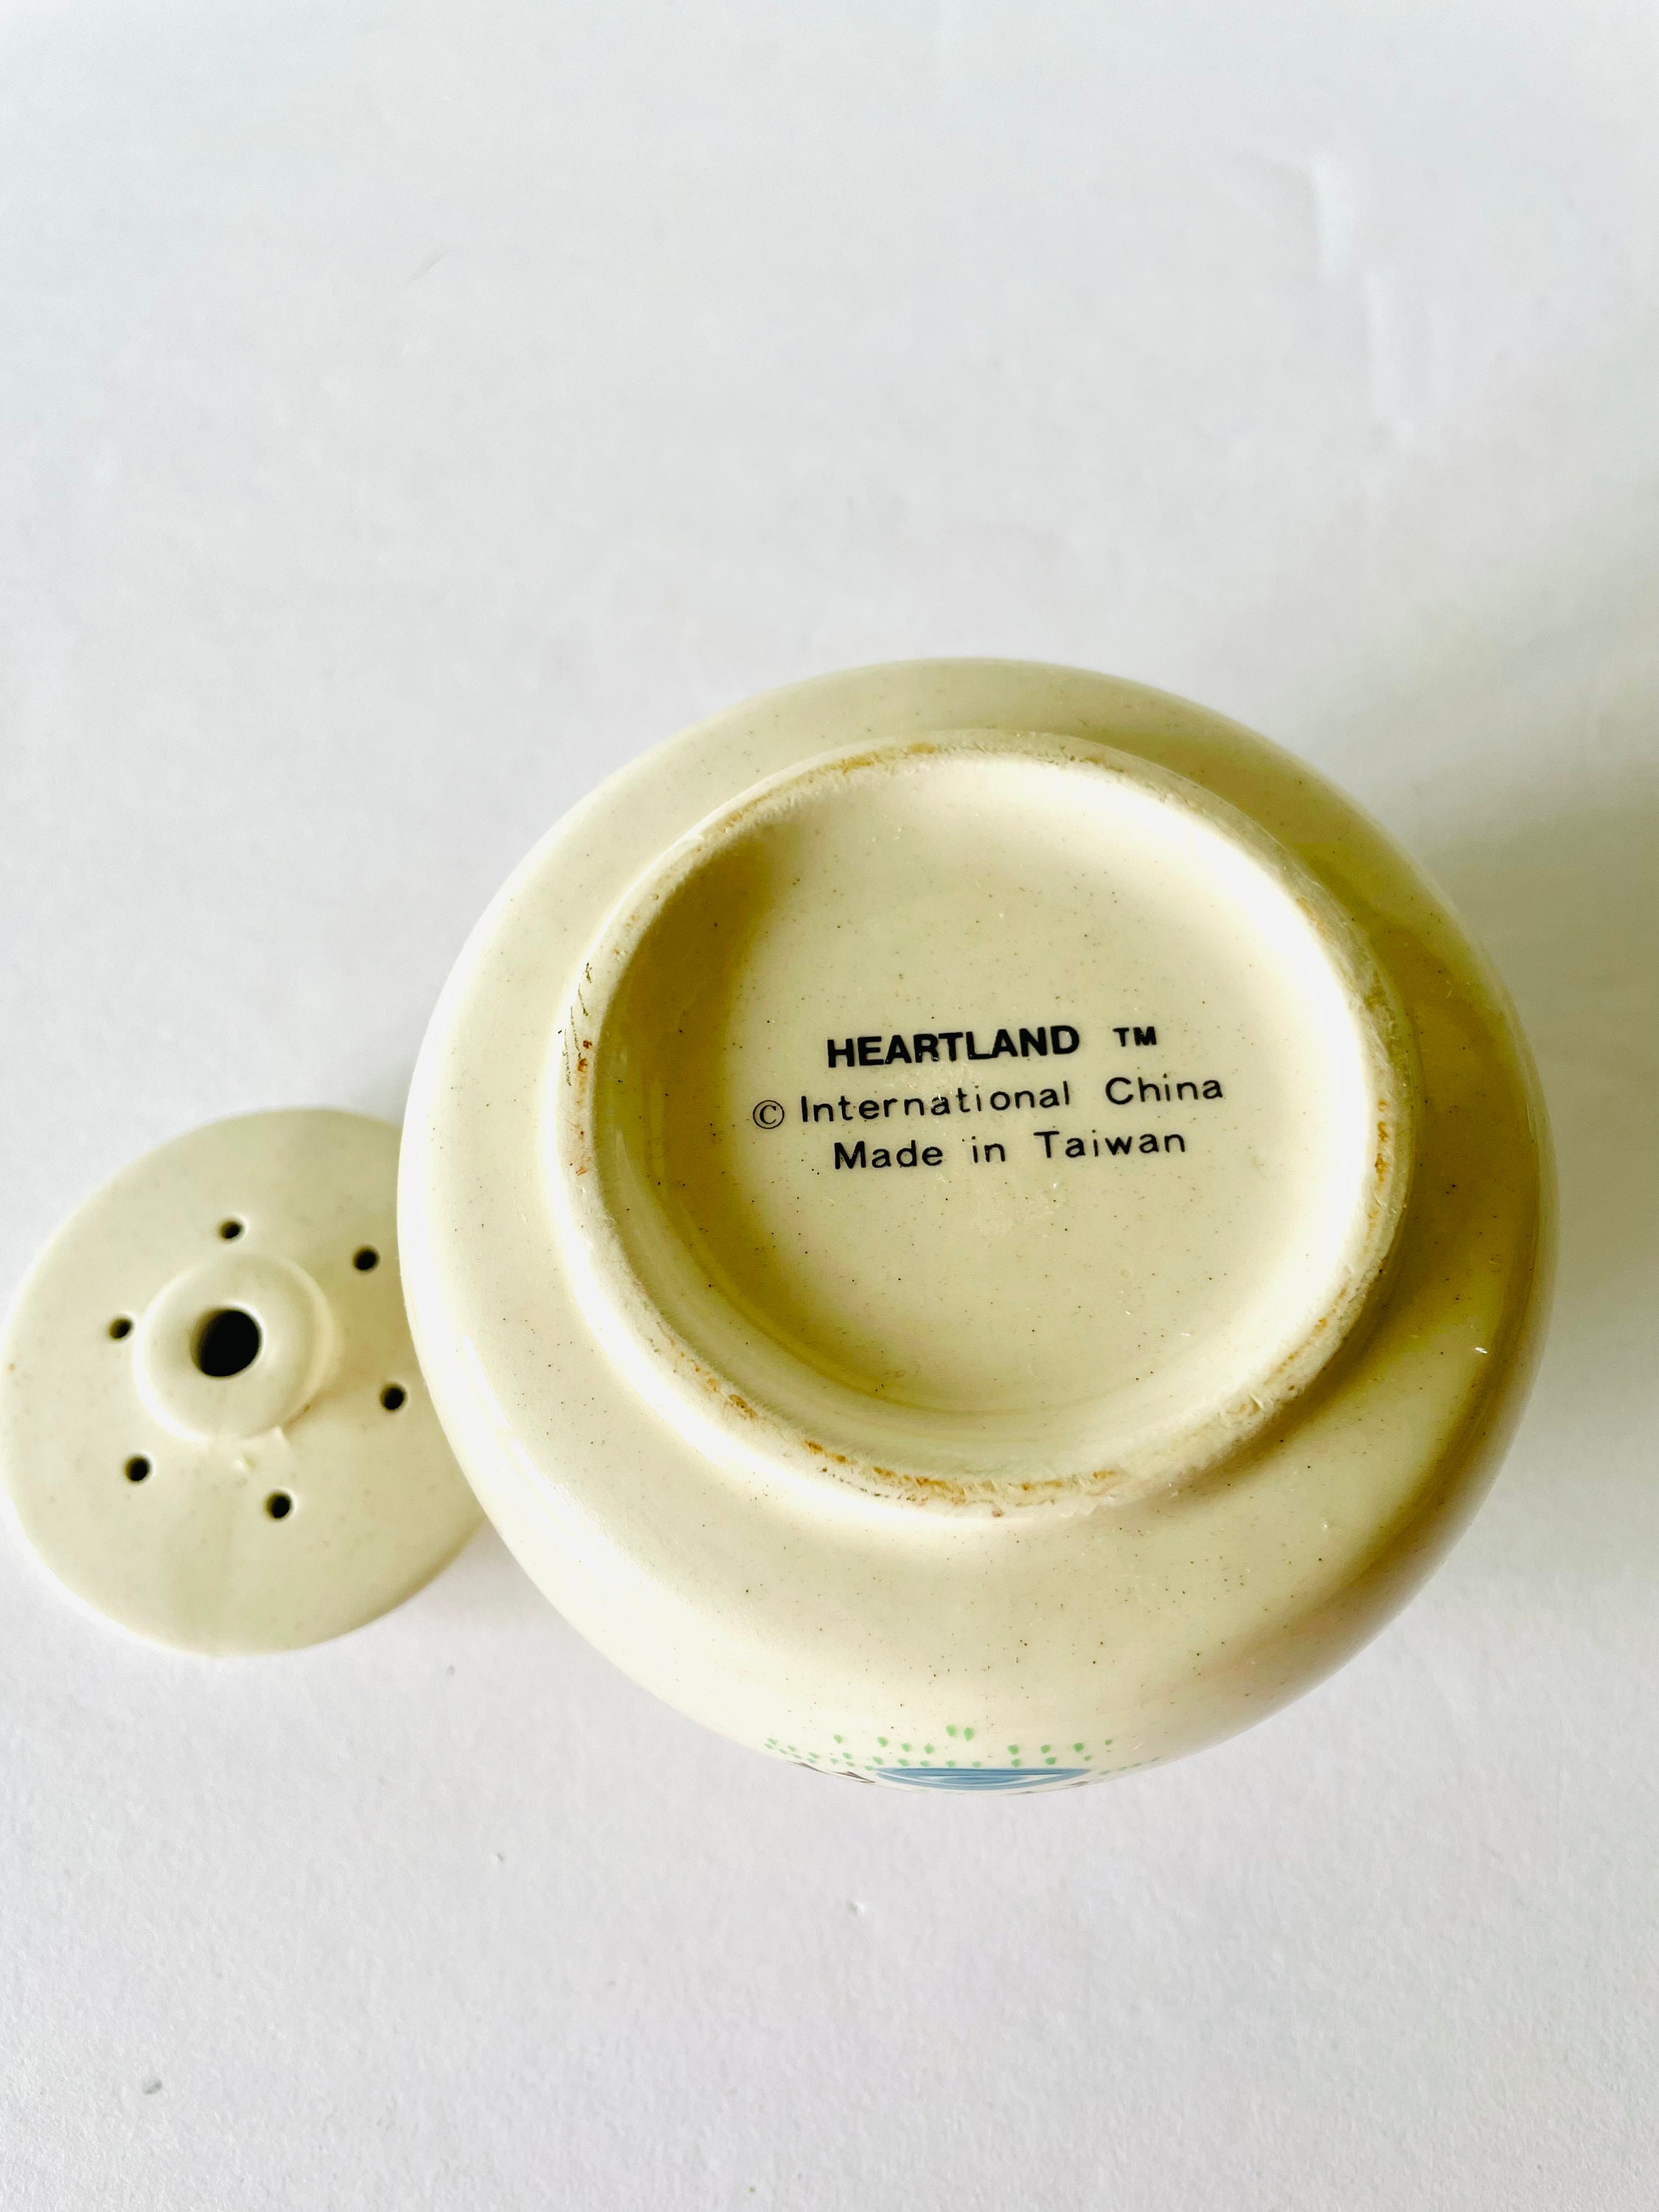 HEARTLAND ™
© International China
Made in Taiwan